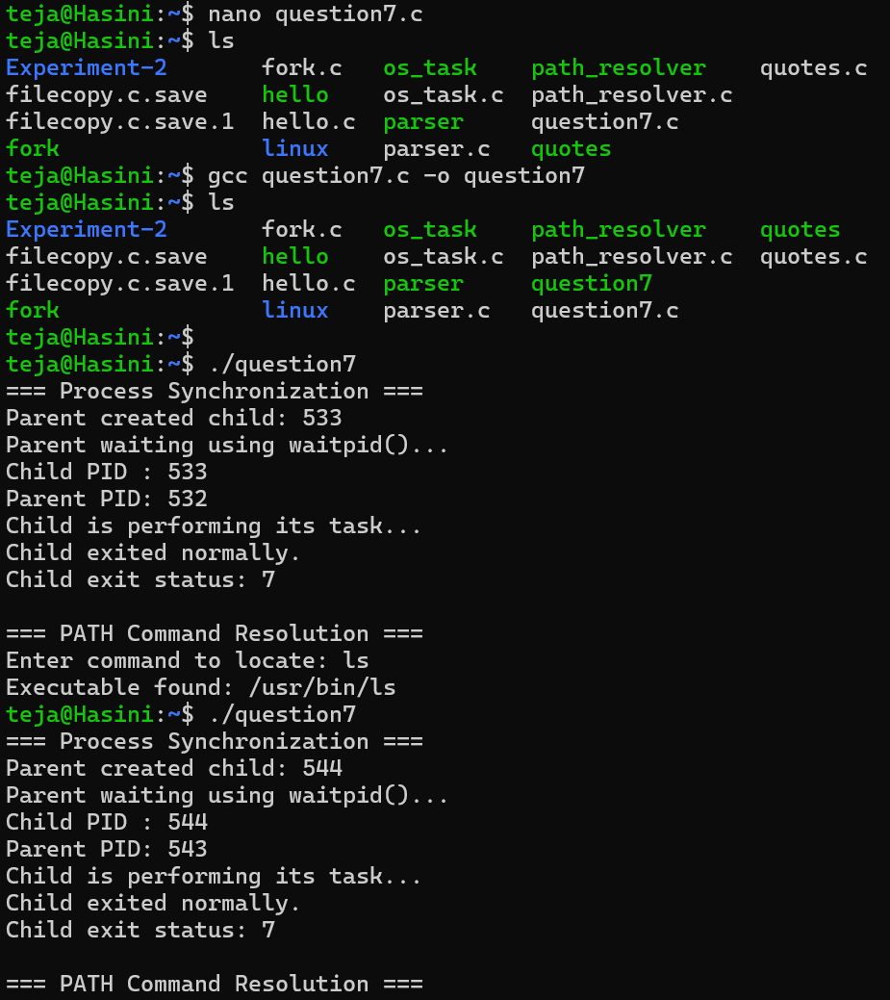 teja@Hasini:~$ nano question7.c
teja@Hasini:~$ ls
Experiment-2       fork.c   os_task    path_resolver    quotes.c
filecopy.c.save    hello    os_task.c  path_resolver.c
filecopy.c.save.1  hello.c  parser     question7.c
fork               linux    parser.c   quotes
teja@Hasini:~$ gcc question7.c -o question7
teja@Hasini:~$ ls
Experiment-2       fork.c   os_task    path_resolver    quotes
filecopy.c.save    hello    os_task.c  path_resolver.c  quotes.c
filecopy.c.save.1  hello.c  parser     question7
fork               linux    parser.c   question7.c
teja@Hasini:~$
teja@Hasini:~$ ./question7
=== Process Synchronization ===
Parent created child: 533
Parent waiting using waitpid()...
Child PID : 533
Parent PID: 532
Child is performing its task...
Child exited normally.
Child exit status: 7

=== PATH Command Resolution ===
Enter command to locate: ls
Executable found: /usr/bin/ls
teja@Hasini:~$ ./question7
=== Process Synchronization ===
Parent created child: 544
Parent waiting using waitpid()...
Child PID : 544
Parent PID: 543
Child is performing its task...
Child exited normally.
Child exit status: 7

=== PATH Command Resolution ===